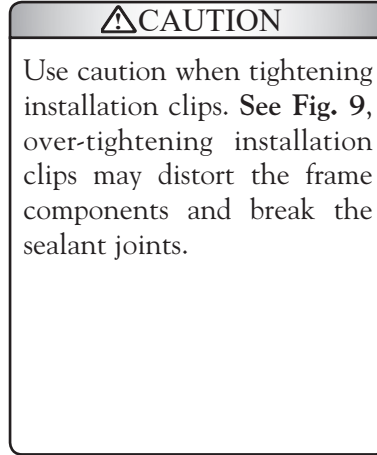 ⚠CAUTION
Use caution when tightening
installation clips. See Fig. 9,
over-tightening installation
clips may distort the frame
components and break the
sealant joints.